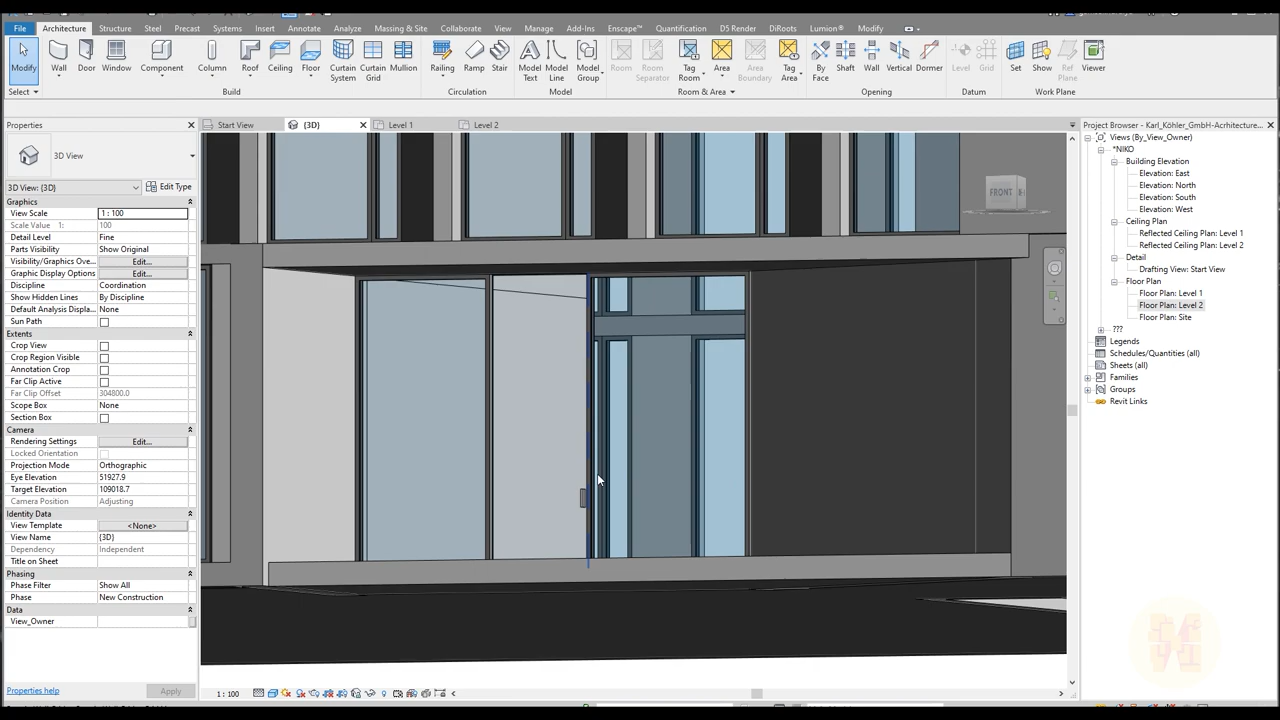 File Architecture Structure Steel Precast Systems Insert Annotate Analyze Massing & Site Collaborate View Manage Add-Ins Enscape™ Quantification D5 Render DiRoots Lumion® Modify
Modify Wall Door Window Component Column Roof Ceiling Floor Curtain System Curtain Grid Mullion Railing Ramp Stair Model Text Model Line Model Group Room Room Separator Tag Room Area Area Boundary Tag Area By Face Shaft Wall Vertical Dormer Level Grid Set Show Ref Plane Viewer
Select Build Circulation Model Room & Area Opening Datum Work Plane
Properties
Start View (3D) Level 1 Level 2
3D View
3D View: {3D} Edit Type
Graphics
View Scale 1 : 100
Scale Value 1: 100
Detail Level Fine
Parts Visibility Show Original
Visibility/Graphics Ove... Edit...
Graphic Display Options Edit...
Discipline Coordination
Show Hidden Lines By Discipline
Default Analysis Displa... None
Sun Path
Extents
Crop View
Crop Region Visible
Annotation Crop
Far Clip Active
Far Clip Offset 304800.0
Scope Box None
Section Box
Camera
Rendering Settings Edit...
Locked Orientation
Projection Mode Orthographic
Eye Elevation 51927.9
Target Elevation 109018.7
Camera Position Adjusting
Identity Data
View Template <None>
View Name {3D}
Dependency Independent
Title on Sheet
Phasing
Phase Filter Show All
Phase New Construction
Data
View_Owner
Properties help Apply
FRONT
1 : 100
Project Browser - Karl_Köhler_GmbH-Acrhitecture...
Views (By_View_Owner)
*NIKO
Building Elevation
Elevation: East
Elevation: North
Elevation: South
Elevation: West
Ceiling Plan
Reflected Ceiling Plan: Level 1
Reflected Ceiling Plan: Level 2
Detail
Drafting View: Start View
Floor Plan
Floor Plan: Level 1
Floor Plan: Level 2
Floor Plan: Site
???
Legends
Schedules/Quantities (all)
Sheets (all)
Families
Groups
Revit Links